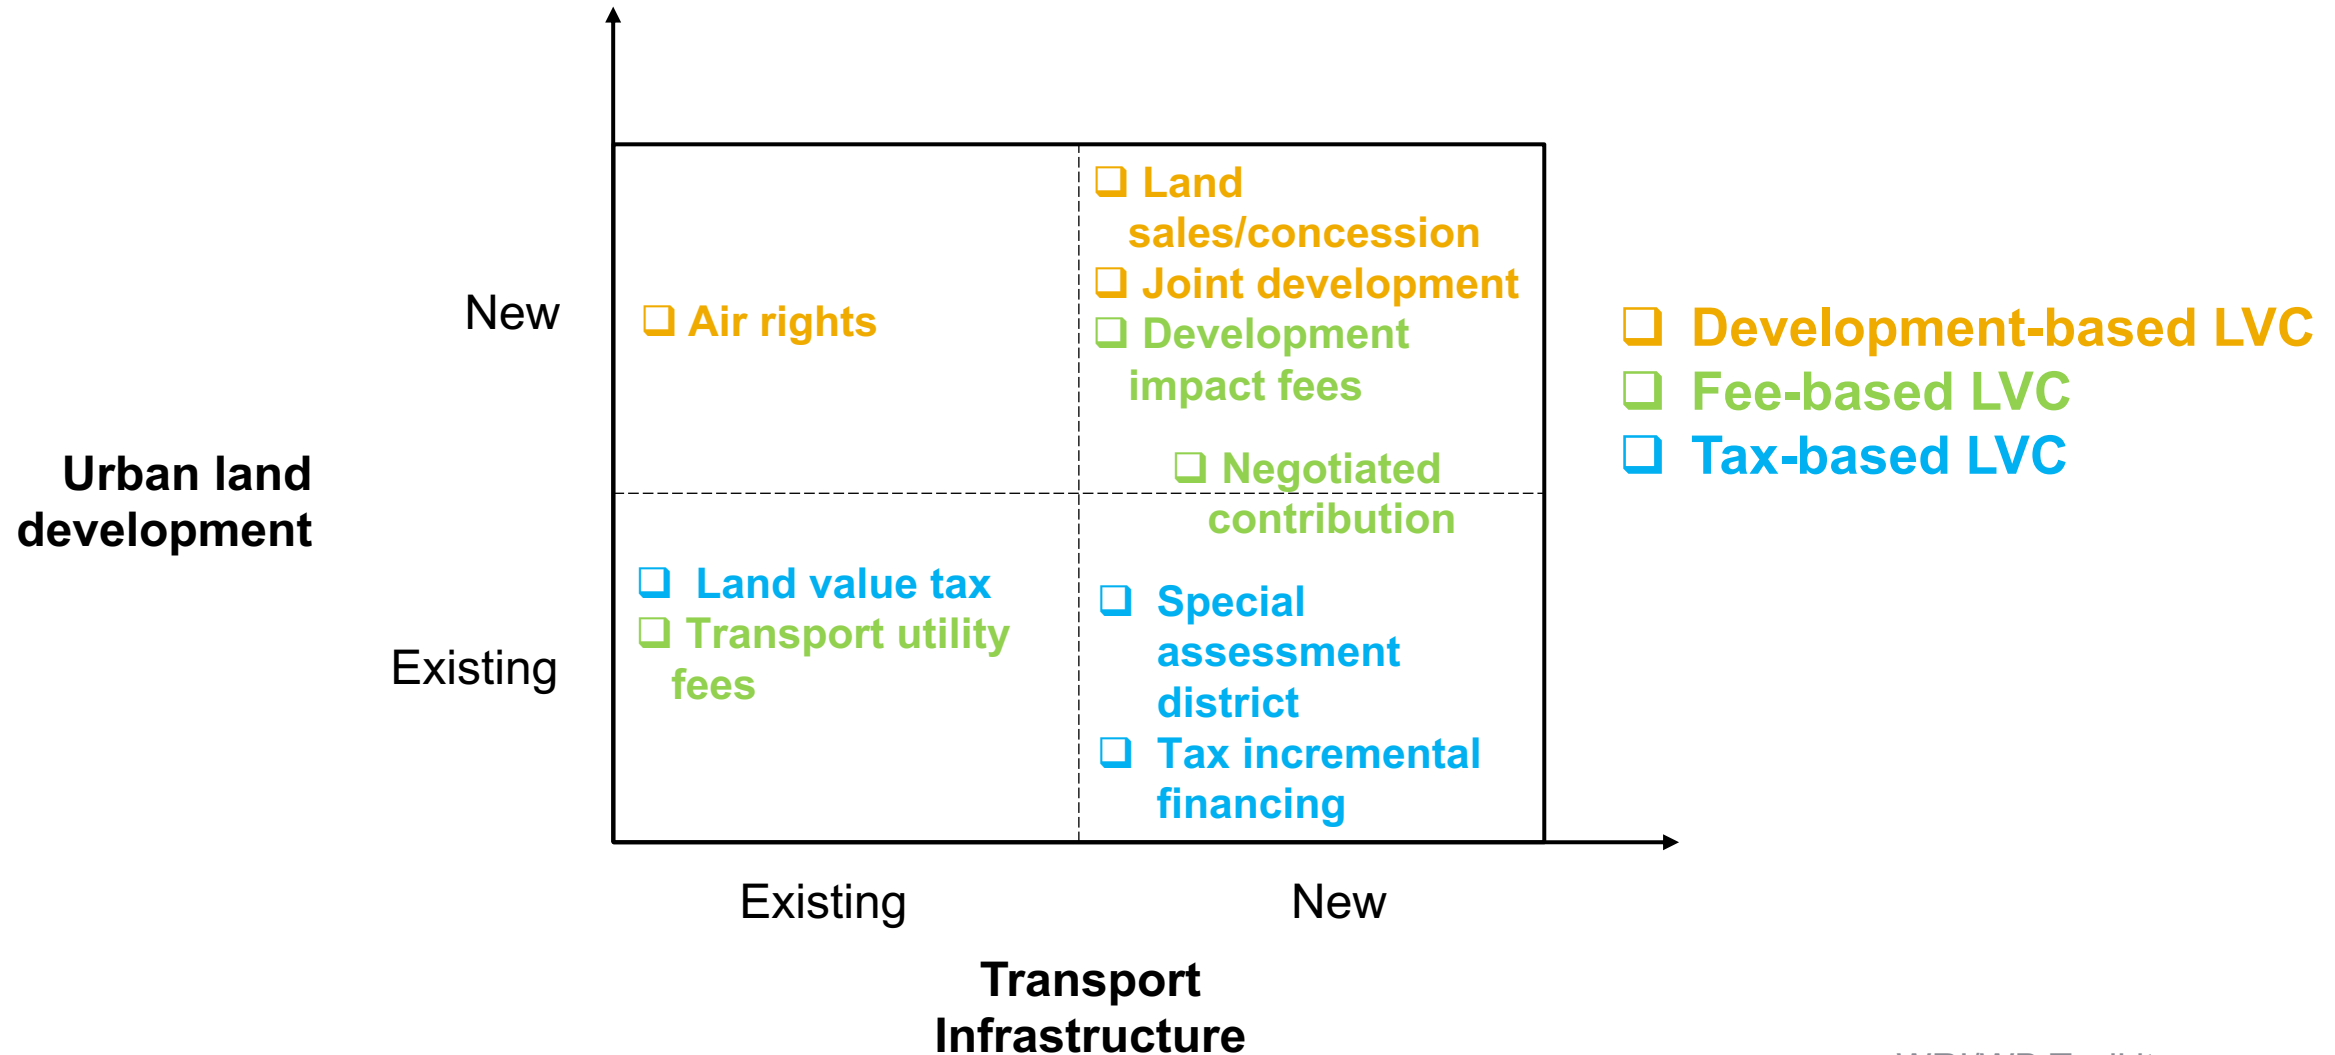 Land
sales/concession
Joint development
Development
impact fees
Air rights
Negotiated
contribution
New
Urban land
development
Existing
Land value tax
Transport utility
fees
Special
assessment
district
Tax incremental
financing
Development-based LVC
Fee-based LVC
Tax-based LVC
Existing
New
Transport
Infrastructure